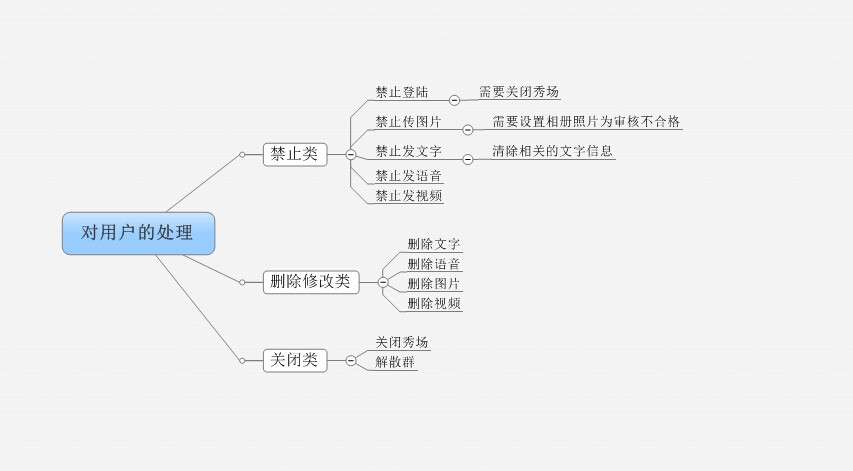 对用户的处理
禁止类
禁止登陆
需要关闭秀场
禁止传图片
需要设置相册照片为审核不合格
禁止发文字
清除相关的文字信息
禁止发语音
禁止发视频
删除修改类
删除文字
删除语音
删除图片
删除视频
关闭类
关闭秀场
解散群